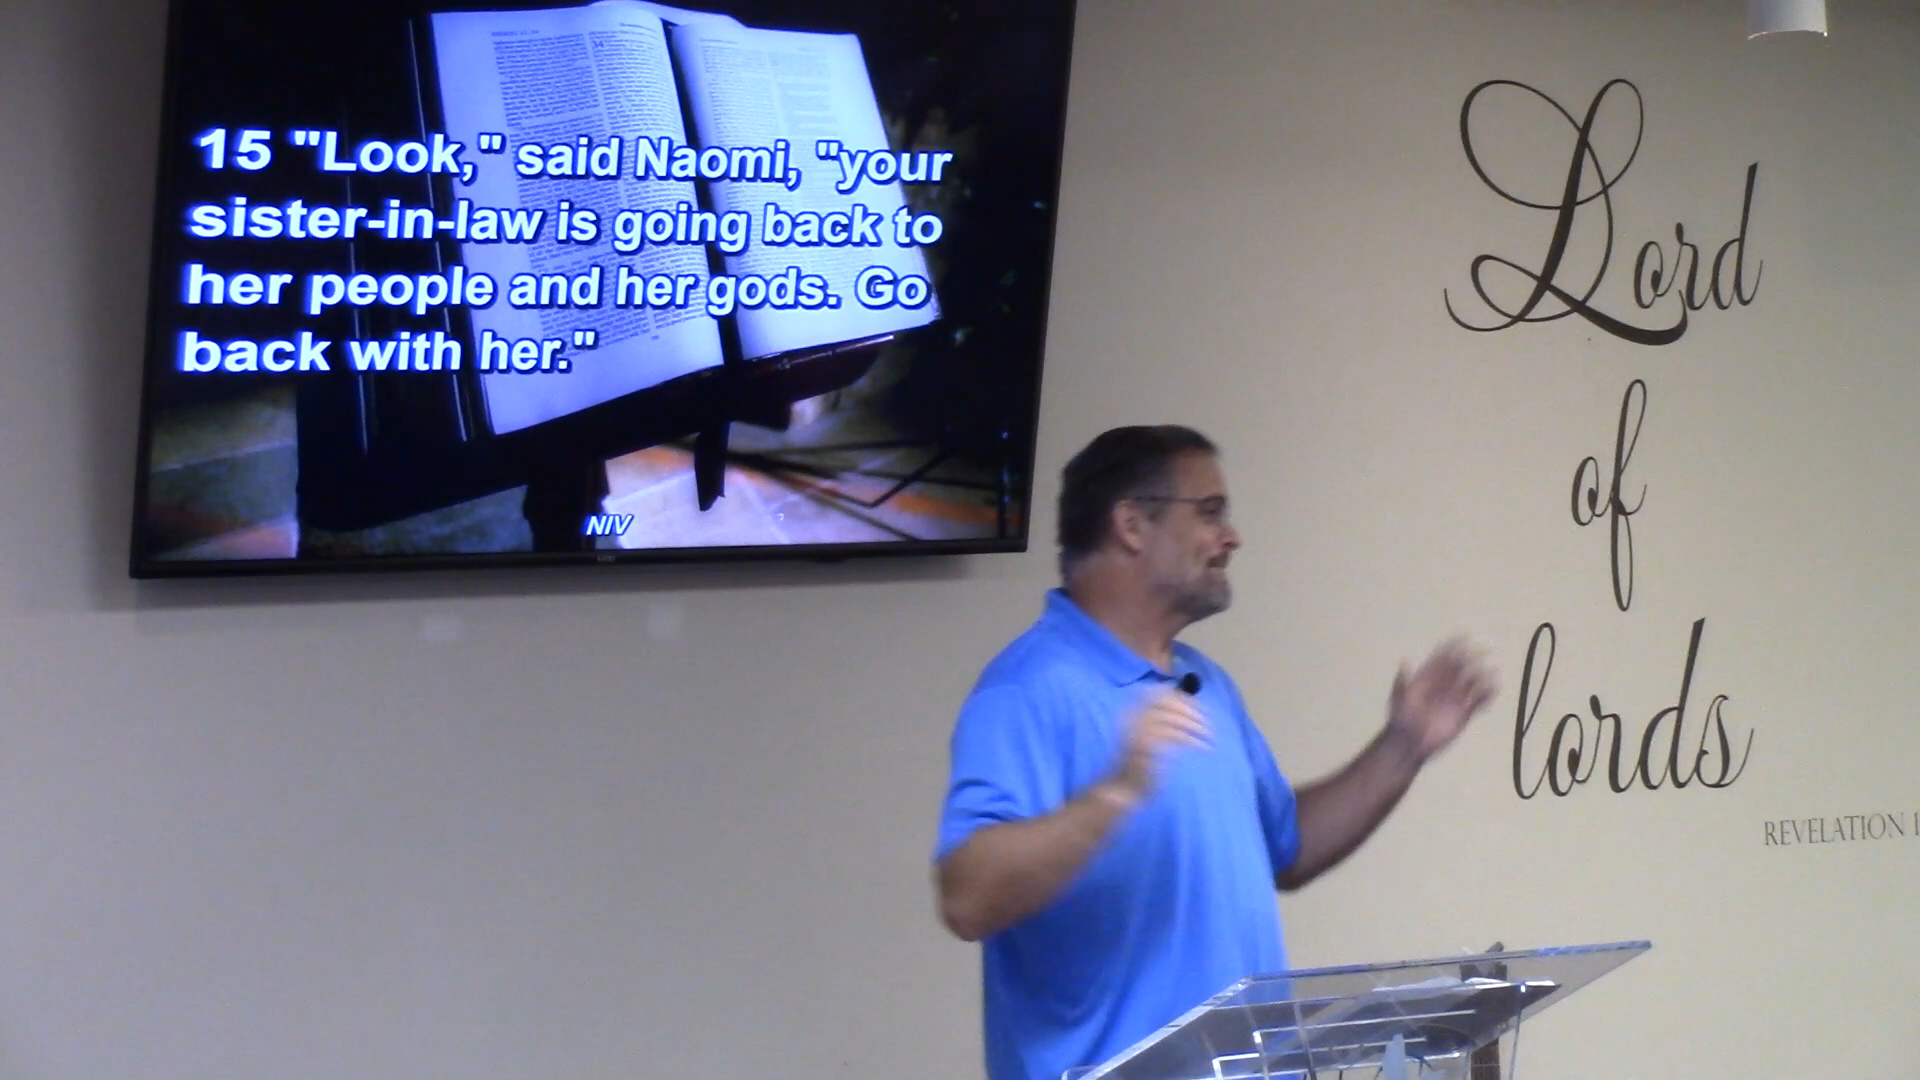 15 "Look," said Naomi, "your
sister-in-law is going back to
her people and her gods. Go
back with her."
NIV
Lord
of
lords
REVELATION